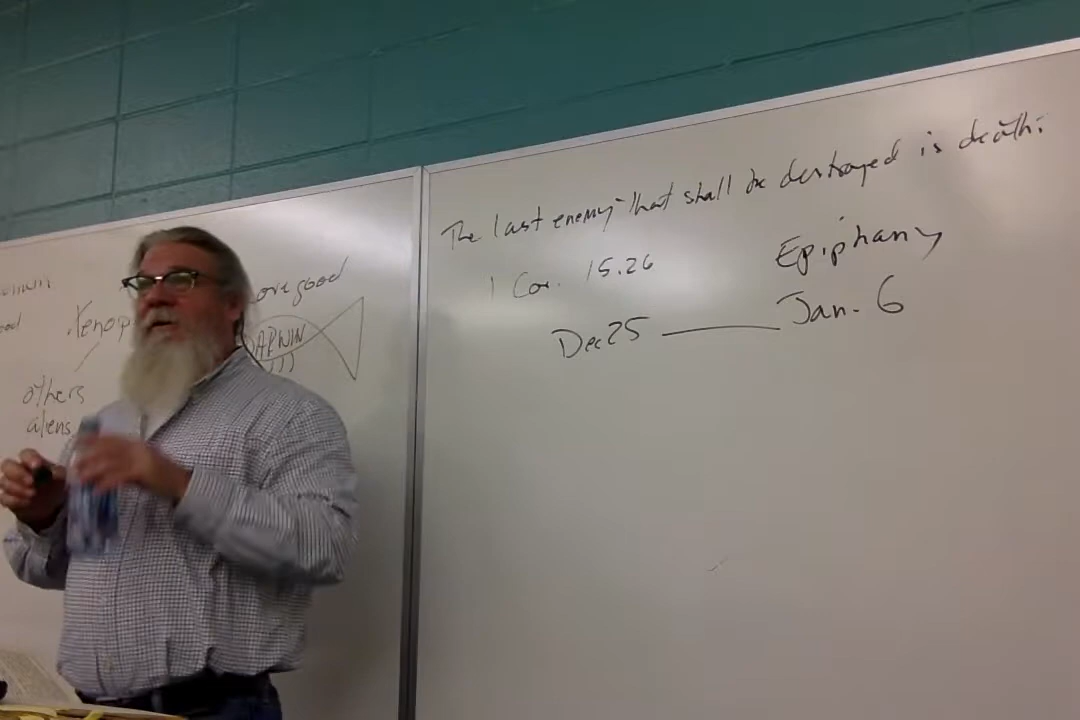 ove good
Xenop
DARWIN
others
aliens
The last enemy that shall be destroyed is death:
1 Cor. 15.26
Epiphany
Dec 25 — Jan. 6